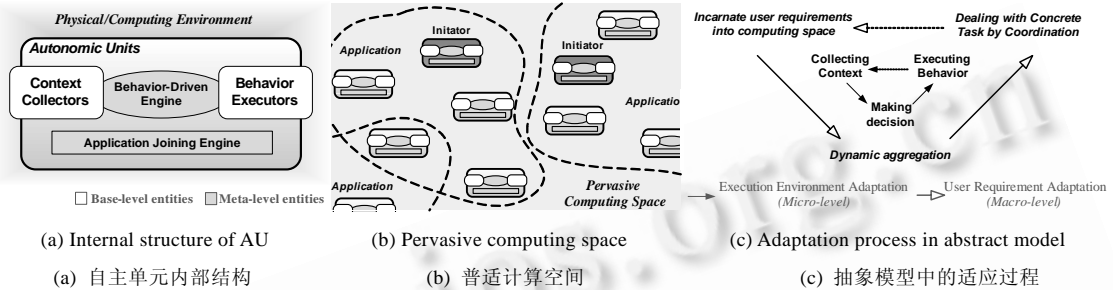 Physical/Computing Environment
Autonomic Units
Context
Collectors
Behavior-Driven
Engine
Behavior
Executors
Application Joining Engine
Base-level entities
Meta-level entities
(a) Internal structure of AU
(a) 自主单元内部结构
Application
Initator
Initiator
Application
Application
Pervasive
Computing Space
(b) Pervasive computing space
(b) 普适计算空间
Incarnate user requirements
into computing space
Dealing with Concrete
Task by Coordination
Collecting
Context
Executing
Behavior
Making
decision
Dynamic aggregation
Execution Environment Adaptation
(Micro-level)
User Requirement Adaptation
(Macro-level)
(c) Adaptation process in abstract model
(c) 抽象模型中的适应过程